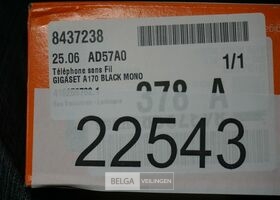 8437238
25.06 AD57A0
Téléphone sans Fil
GIGASET A170 BLACK MONO
1/1
378 A
22543
BELGA VEILINGEN